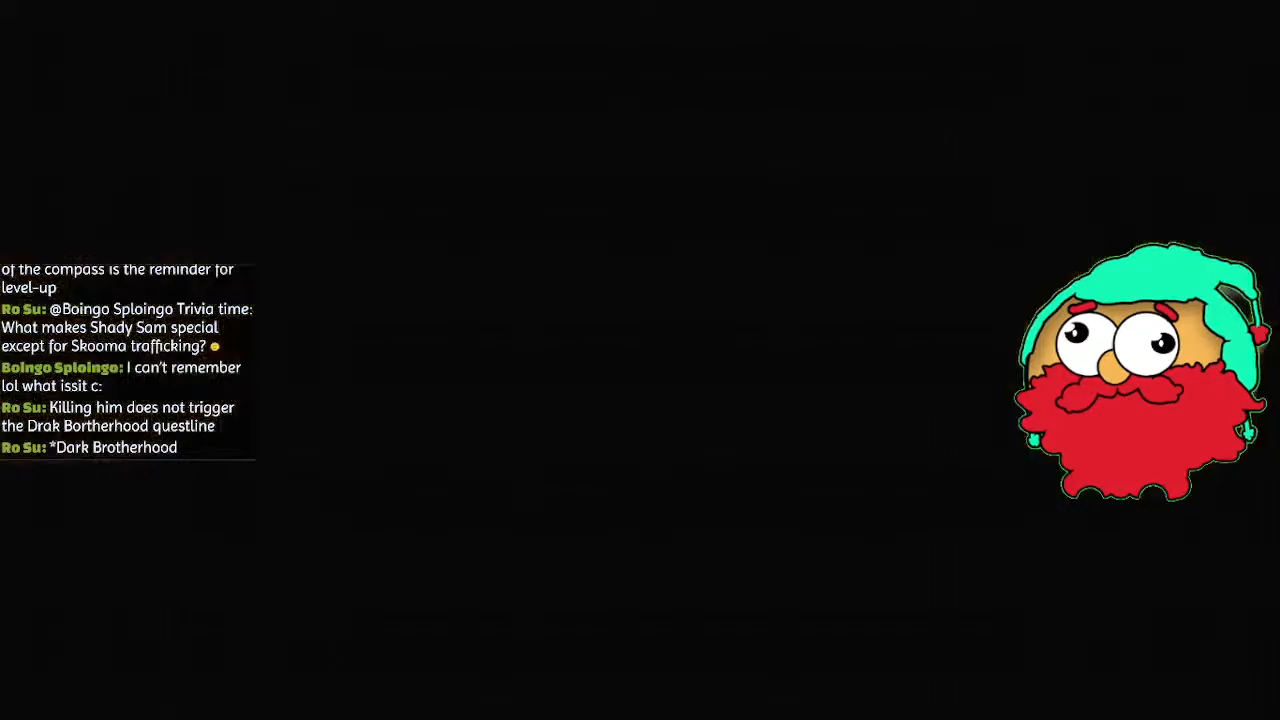 of the compass is the reminder for
level-up
Ro Su: @Boingo Sploingo Trivia time:
What makes Shady Sam special
except for Skooma trafficking?
Boingo Sploingo: I can't remember
lol what issit c:
Ro Su: Killing him does not trigger
the Drak Bortherhood questline
Ro Su: *Dark Brotherhood